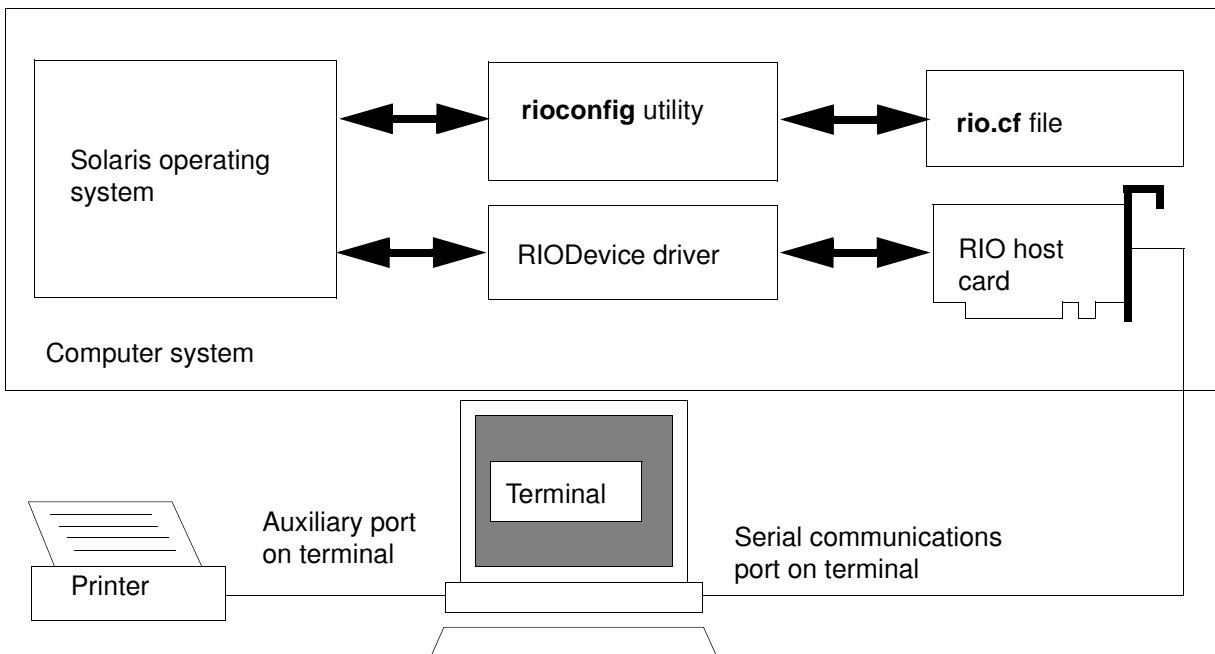 Solaris operating
system
rioconfig utility
rio.cf file
RIODevice driver
RIO host
card
Computer system
Terminal
Auxiliary port
on terminal
Serial communications
port on terminal
Printer